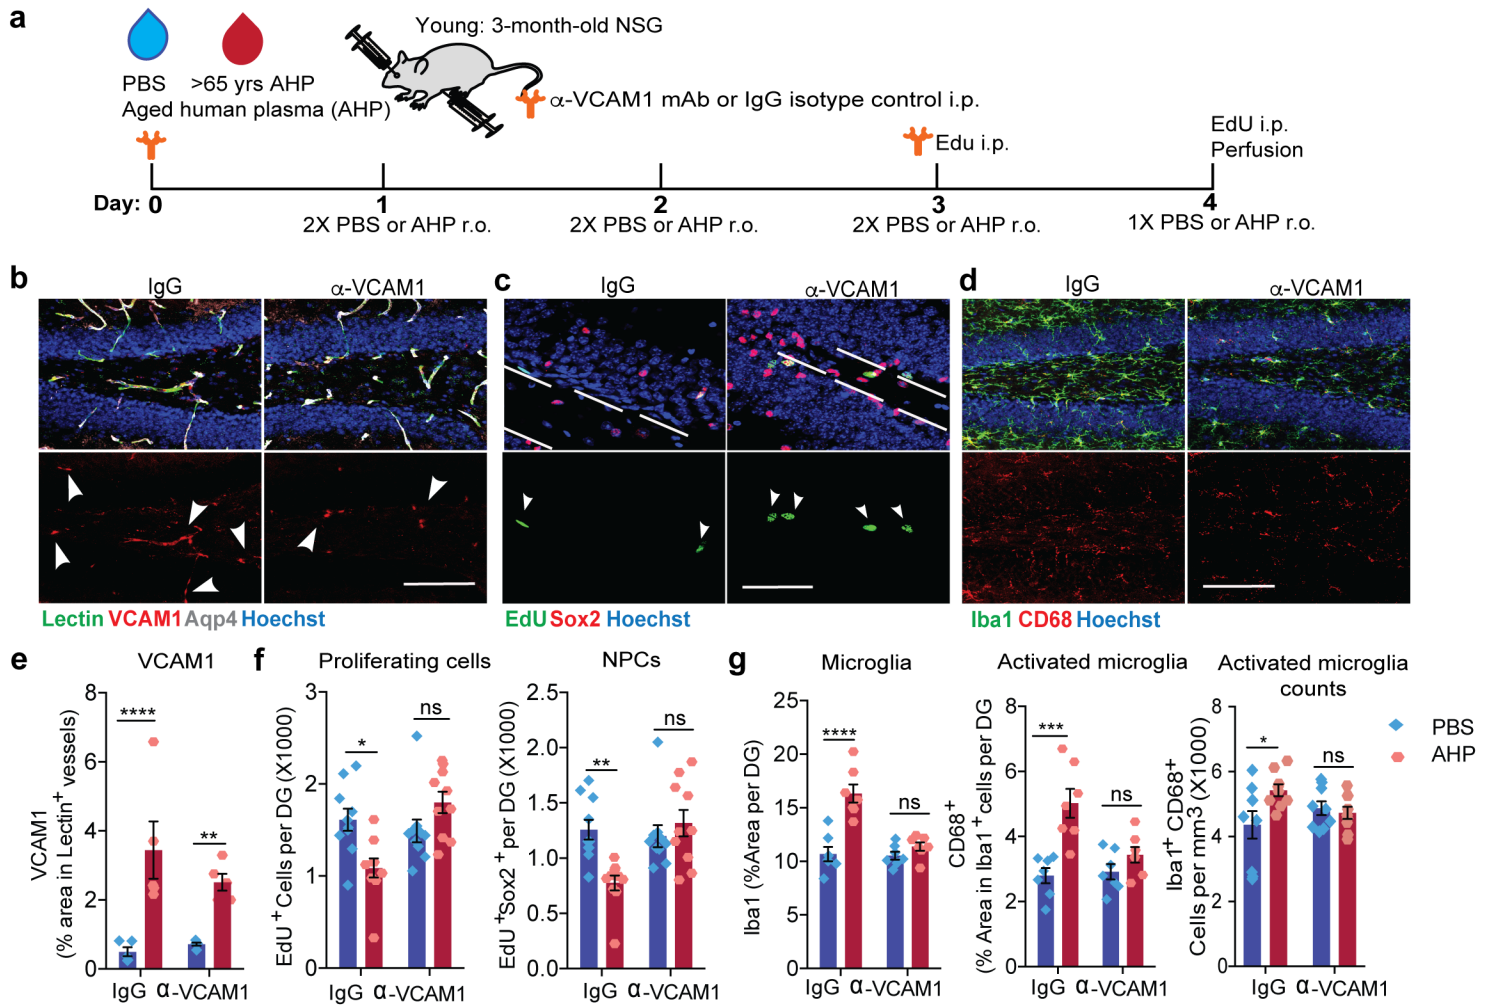 a
Young: 3-month-old NSG
PBS >65 yrs AHP
Aged human plasma (AHP)
α-VCAM1 mAb or IgG isotype control i.p.
Edu i.p.
EdU i.p.
Perfusion
Day: 0 1 2 3 4
2X PBS or AHP r.o. 2X PBS or AHP r.o. 2X PBS or AHP r.o. 1X PBS or AHP r.o.
b
IgG α-VCAM1
Lectin VCAM1 Aqp4 Hoechst
c
IgG α-VCAM1
EdU Sox2 Hoechst
d
IgG α-VCAM1
Iba1 CD68 Hoechst
e
VCAM1
VCAM1
(% area in Lectin+ vessels)
8
6
4
2
0
**** **
IgG α-VCAM1
f
Proliferating cells
EdU+Cells per DG (X1000)
3
2
1
0
* ns
IgG α-VCAM1
NPCs
EdU+Sox2+per DG (X1000)
2.5
2.0
1.5
1.0
0.5
0.0
** ns
IgG α-VCAM1
g
Microglia
Iba1 (%Area per DG)
25
20
15
10
5
0
**** ns
IgG α-VCAM1
Activated microglia
CD68+
(% Area in Iba1+cells per DG
8
6
4
2
0
*** ns
IgG α-VCAM1
Activated microglia
counts
Iba1+ CD68+
Cells per mm3 (X1000)
8
6
4
2
0
* ns
IgG α-VCAM1
PBS
AHP